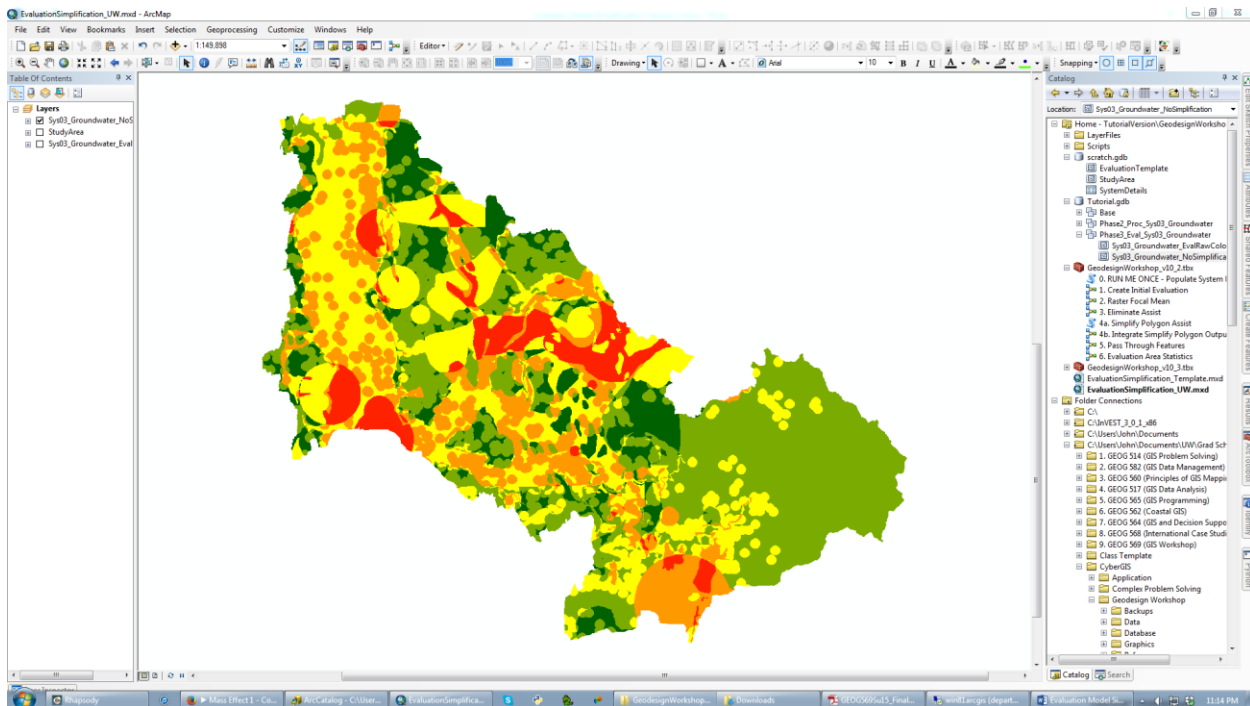 EvaluationSimplification_UW.mxd - ArcMap
File Edit View Bookmarks Insert Selection Geoprocessing Customize Windows Help
1:149,898
Editor
Drawing
Arial
10
B I U A
Snapping
Table Of Contents
Layers
Sys03_Groundwater_NoS
StudyArea
Sys03_Groundwater_Eval
Catalog
Location: Sys03_Groundwater_NoSimplification
Home - TutorialVersion\GeodesignWorksho
LayerFiles
Scripts
scratch.gdb
EvaluationTemplate
StudyArea
SystemDetails
Tutorial.gdb
Base
Phase2_Proc_Sys03_Groundwater
Phase3_Eval_Sys03_Groundwater
Sys03_Groundwater_EvalRawColo
Sys03_Groundwater_NoSimplifica
GeodesignWorkshop_v10_2.tbx
0. RUN ME ONCE - Populate System I
1. Create Initial Evaluation
2. Raster Focal Mean
3. Eliminate Assist
4a. Simplify Polygon Assist
4b. Integrate Simplify Polygon Outpu
5. Pass Through Features
6. Evaluation Area Statistics
GeodesignWorkshop_v10_3.tbx
EvaluationSimplification_Template.mxd
EvaluationSimplification_UW.mxd
Folder Connections
C:\
C:\InVEST_3_0_1_x86
C:\Users\John\Documents
C:\Users\John\Documents\UW\Grad Sch
1. GEOG 514 (GIS Problem Solving)
2. GEOG 582 (GIS Data Management)
3. GEOG 560 (Principles of GIS Mappi
4. GEOG 517 (GIS Data Analysis)
5. GEOG 565 (GIS Programming)
6. GEOG 562 (Coastal GIS)
7. GEOG 564 (GIS and Decision Suppo
8. GEOG 568 (International Case Studi
9. GEOG 569 (GIS Workshop)
Class Template
CyberGIS
Application
Complex Problem Solving
Geodesign Workshop
Backups
Data
Database
Graphics
Catalog Search
Rhapsody
Mass Effect 1 - Co...
ArcCatalog - C:\User...
EvaluationSimplifica...
GeodesignWorkshop...
Downloads
GEOG569Su15_Final...
win81arcgis (depart...
Evaluation Model Si...
11:14 PM